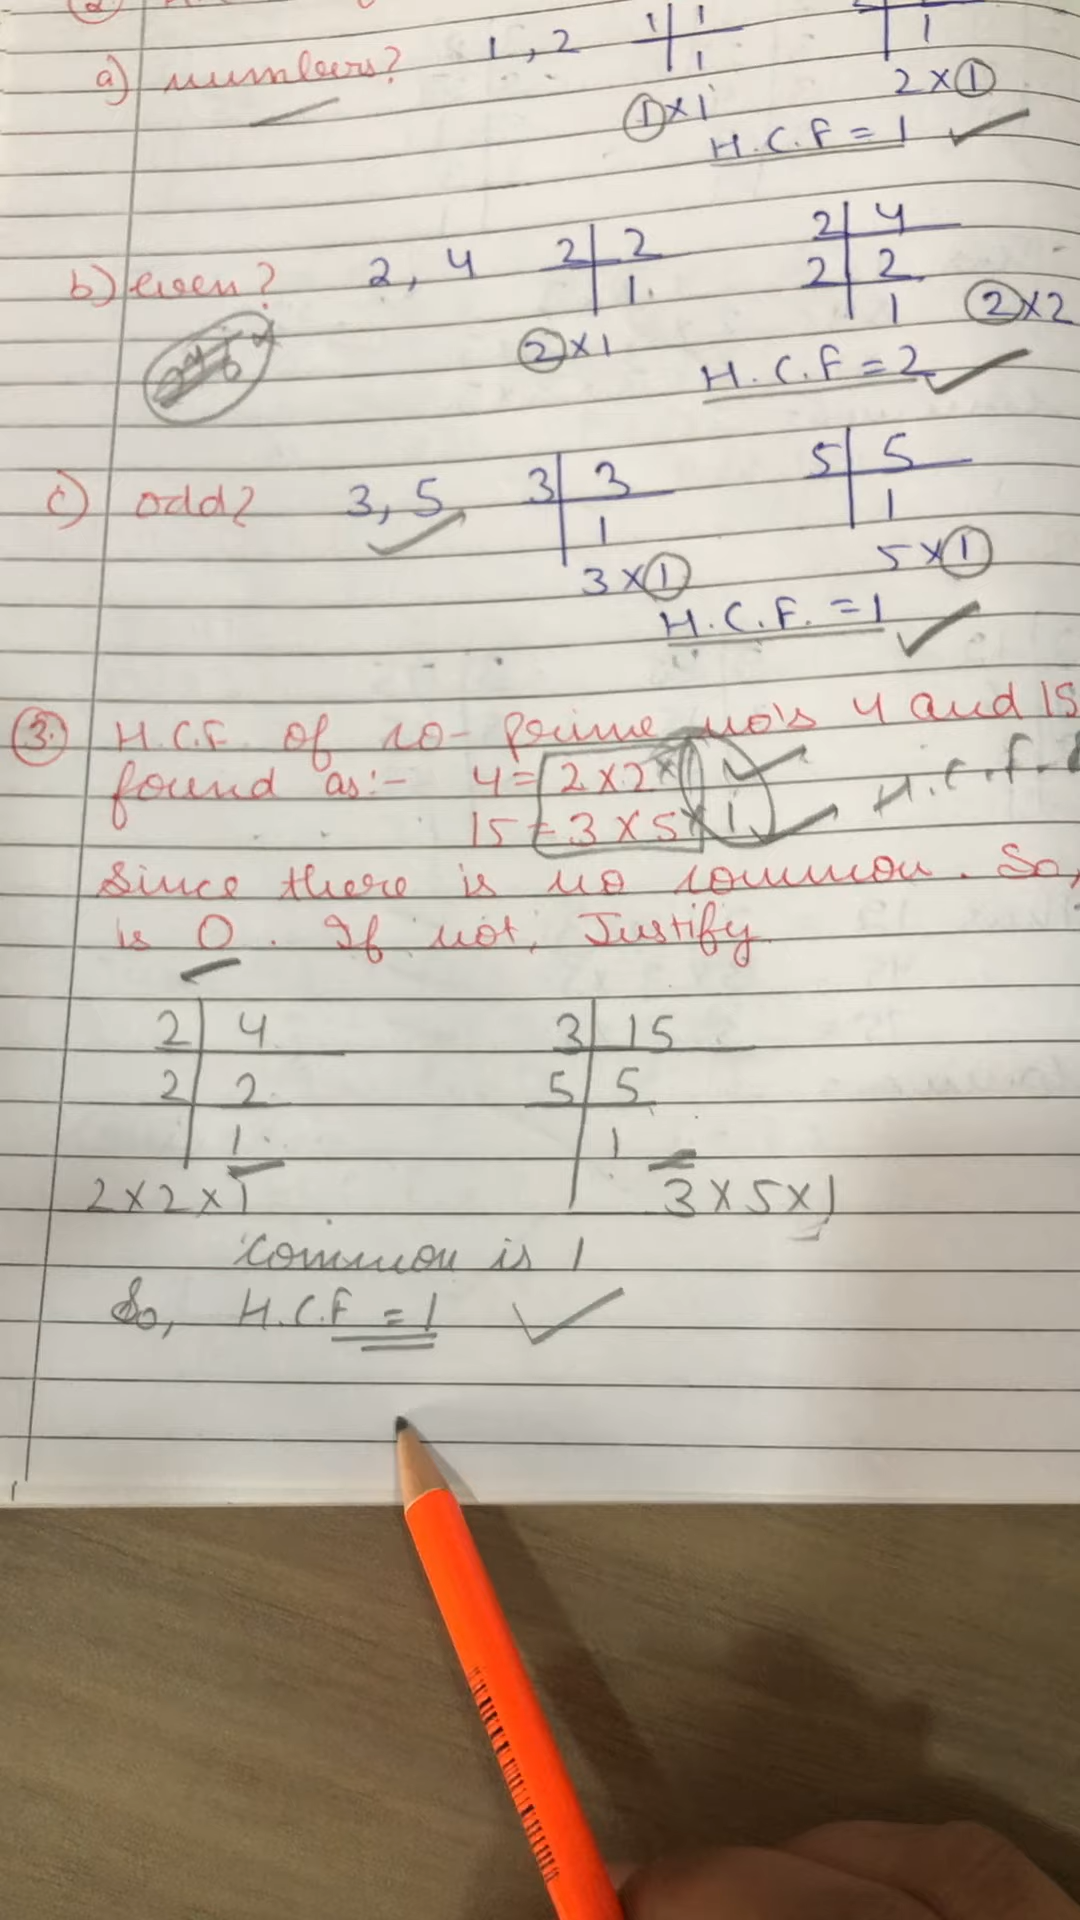 a) numbers? 1, 2 1 1 1
1 1
①×1 2×①
H.C.F = 1
b) even? 2, 4 2 2 2 4
1. 2 2
1
②×1 ②×2
H.C.F = 2
c) odd? 3, 5 3 3 5 5
1 1
3×① 5×①
H.C.F. = 1
③ H.C.F. of co-prime no's 4 and 15
found as:- 4 = 2×2×1 H.C.F.
15 = 3×5×1
Since there is no common. So,
is 0. If not, Justify.
2 4 3 15
2 2 5 5
1. 1
2×2×1 3×5×1
Common is 1
So, H.C.F = 1